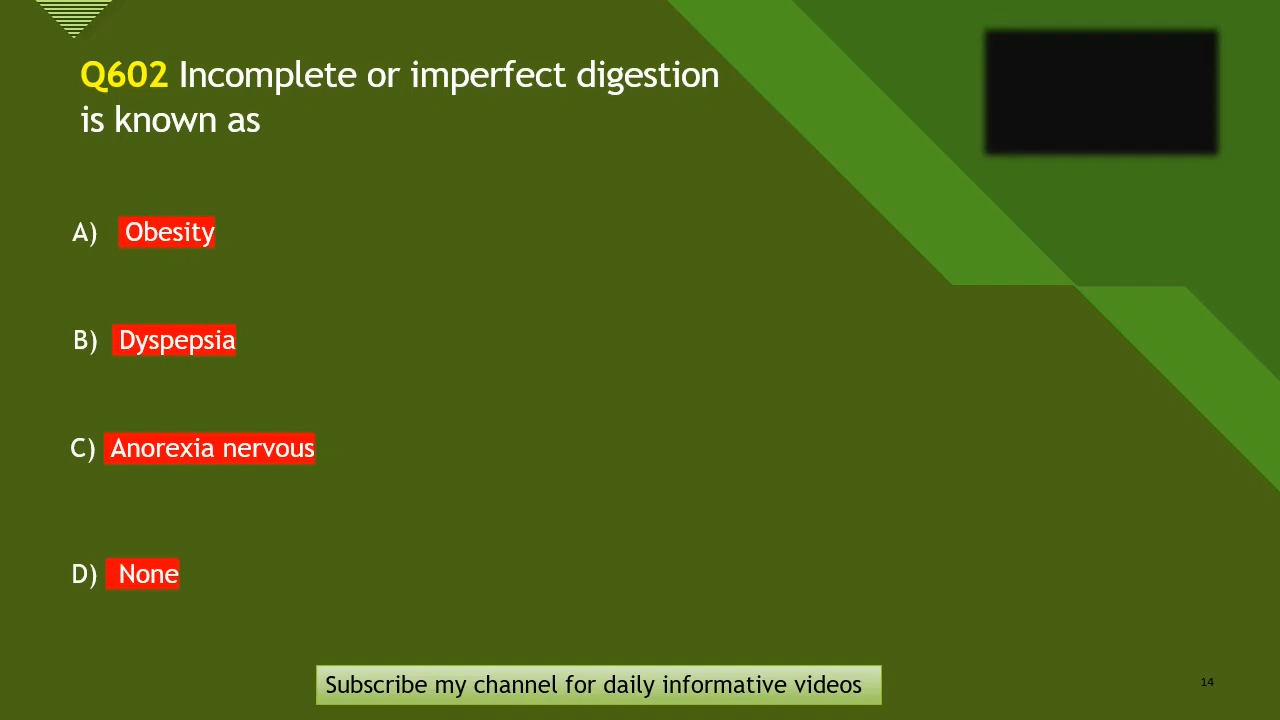 Q602 Incomplete or imperfect digestion
is known as
A) Obesity
B) Dyspepsia
C) Anorexia nervous
D) None
Subscribe my channel for daily informative videos
14